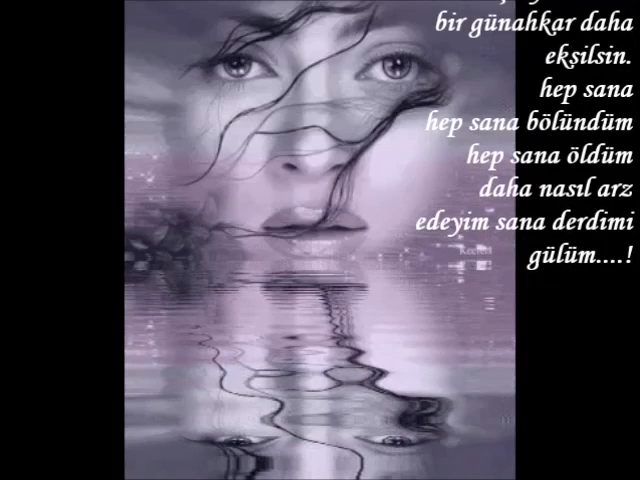 bir günahkar daha
eksilsin.
hep sana
hep sana bölündüm
hep sana öldüm
daha nasıl arz
edeyim sana derdimi
gülüm....!